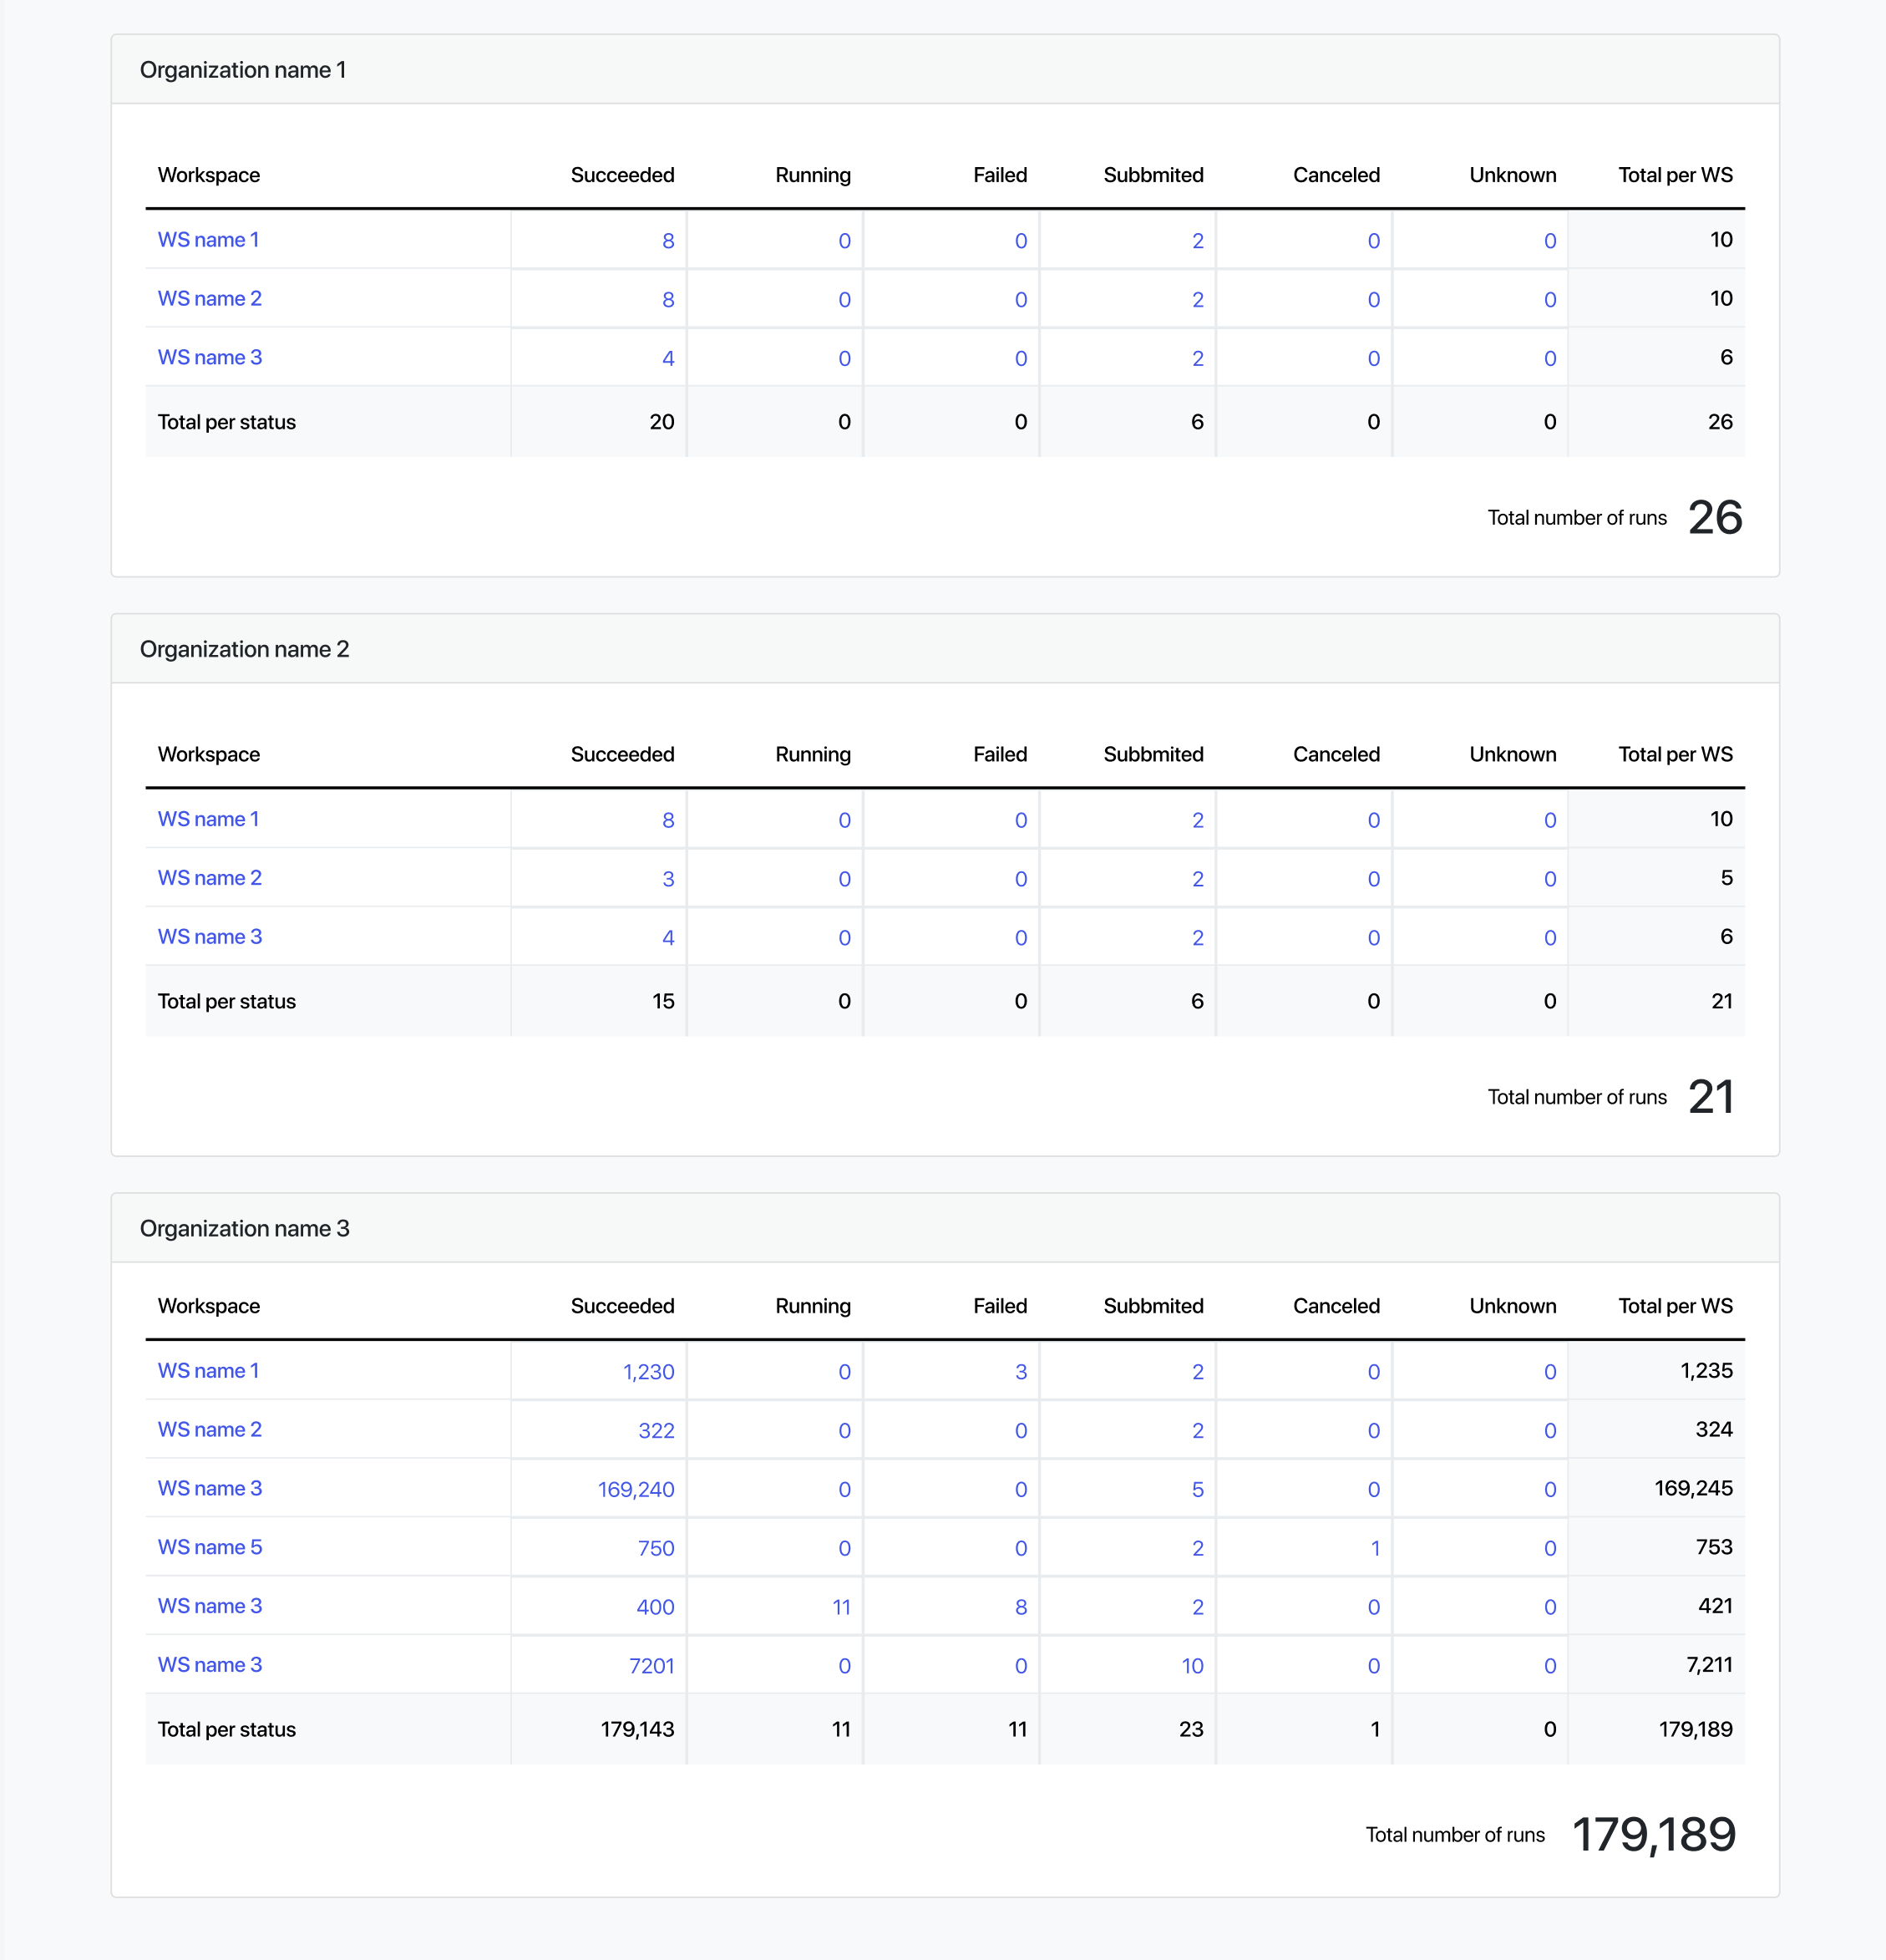 Organization name 1
Workspace Succeeded Running Failed Subbmited Canceled Unknown Total per WS
WS name 1 8 0 0 2 0 0 10
WS name 2 8 0 0 2 0 0 10
WS name 3 4 0 0 2 0 0 6
Total per status 20 0 0 6 0 0 26
Total number of runs 26
Organization name 2
Workspace Succeeded Running Failed Subbmited Canceled Unknown Total per WS
WS name 1 8 0 0 2 0 0 10
WS name 2 3 0 0 2 0 0 5
WS name 3 4 0 0 2 0 0 6
Total per status 15 0 0 6 0 0 21
Total number of runs 21
Organization name 3
Workspace Succeeded Running Failed Subbmited Canceled Unknown Total per WS
WS name 1 1,230 0 3 2 0 0 1,235
WS name 2 322 0 0 2 0 0 324
WS name 3 169,240 0 0 5 0 0 169,245
WS name 5 750 0 0 2 1 0 753
WS name 3 400 11 8 2 0 0 421
WS name 3 7201 0 0 10 0 0 7,211
Total per status 179,143 11 11 23 1 0 179,189
Total number of runs 179,189